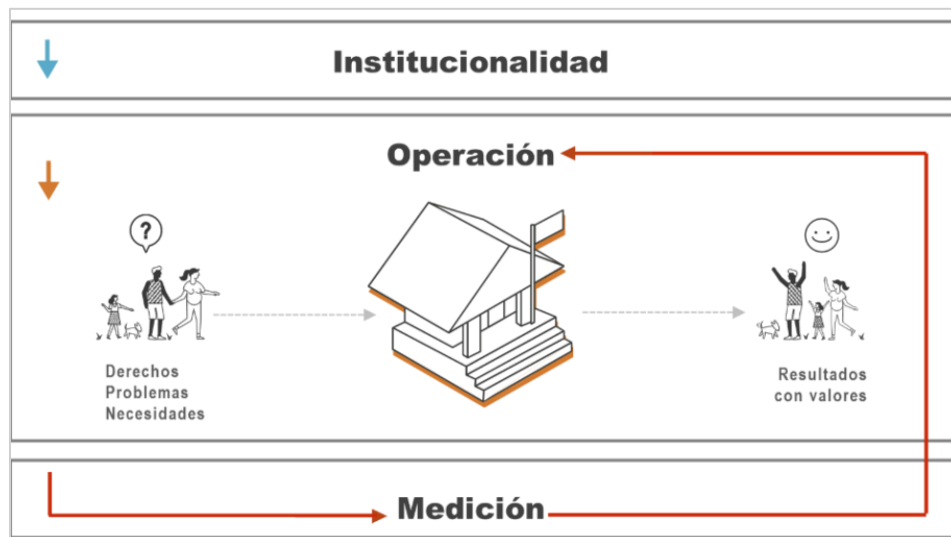 Institucionalidad
Operación
?
Derechos
Problemas
Necesidades
Resultados
con valores
Medición